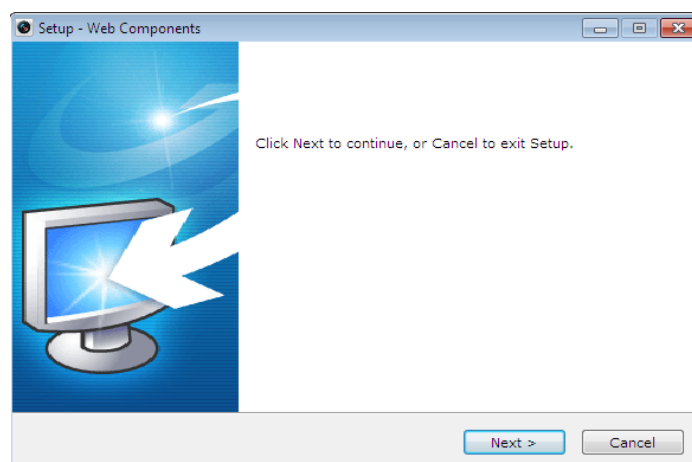 Setup - Web Components
Click Next to continue, or Cancel to exit Setup.
Next >
Cancel